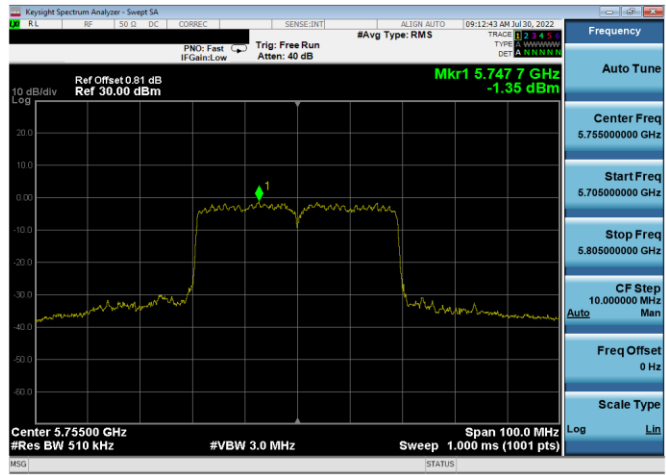 Keysight Spectrum Analyzer - Swept SA
RL RF 50 Ω DC CORREC SENSE:INT ALIGN AUTO 09:12:43 AM Jul 30, 2022
Frequency
#Avg Type: RMS
TRACE 1 2 3 4 5 6
PNO: Fast Trig: Free Run
TYPE A WWWWW
IFGain:Low Atten: 40 dB
DET A N N N N N
Auto Tune
Mkr1 5.747 7 GHz
Ref Offset 0.81 dB
10 dB/div Ref 30.00 dBm
-1.35 dBm
Log
Center Freq
5.755000000 GHz
20.0
10.0
Start Freq
5.705000000 GHz
1
0.00
-10.0
Stop Freq
5.805000000 GHz
-20.0
-30.0
CF Step
10.000000 MHz
Auto Man
-40.0
Freq Offset
0 Hz
-50.0
-60.0
Scale Type
Log Lin
Center 5.75500 GHz Span 100.0 MHz
#Res BW 510 kHz #VBW 3.0 MHz Sweep 1.000 ms (1001 pts)
MSG STATUS